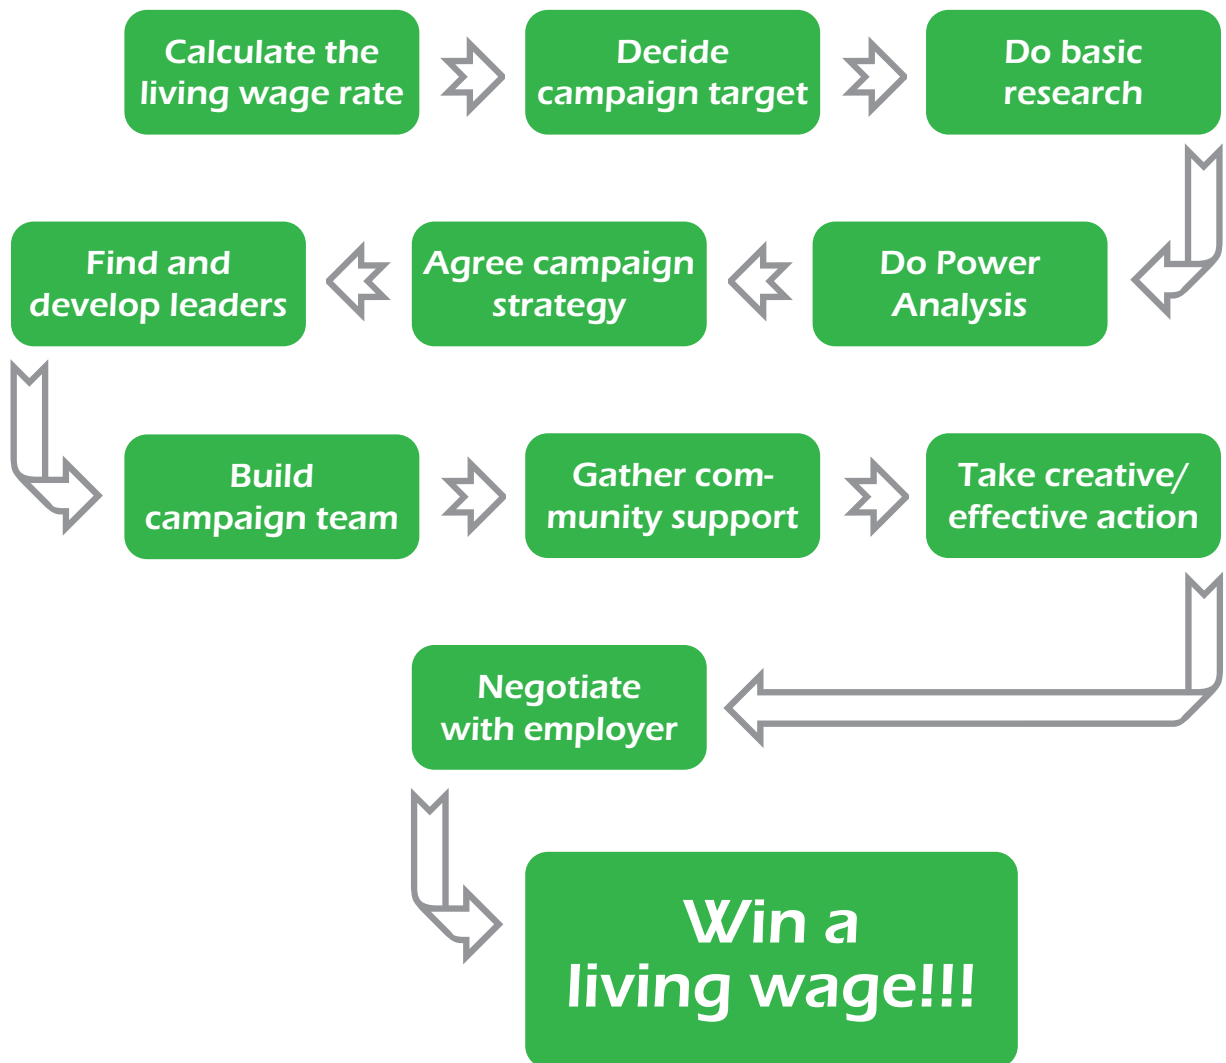 Calculate the
living wage rate
Decide
campaign target
Do basic
research
Do Power
Analysis
Agree campaign
strategy
Find and
develop leaders
Build
campaign team
Gather com-
munity support
Take creative/
effective action
Negotiate
with employer
Win a
living wage!!!